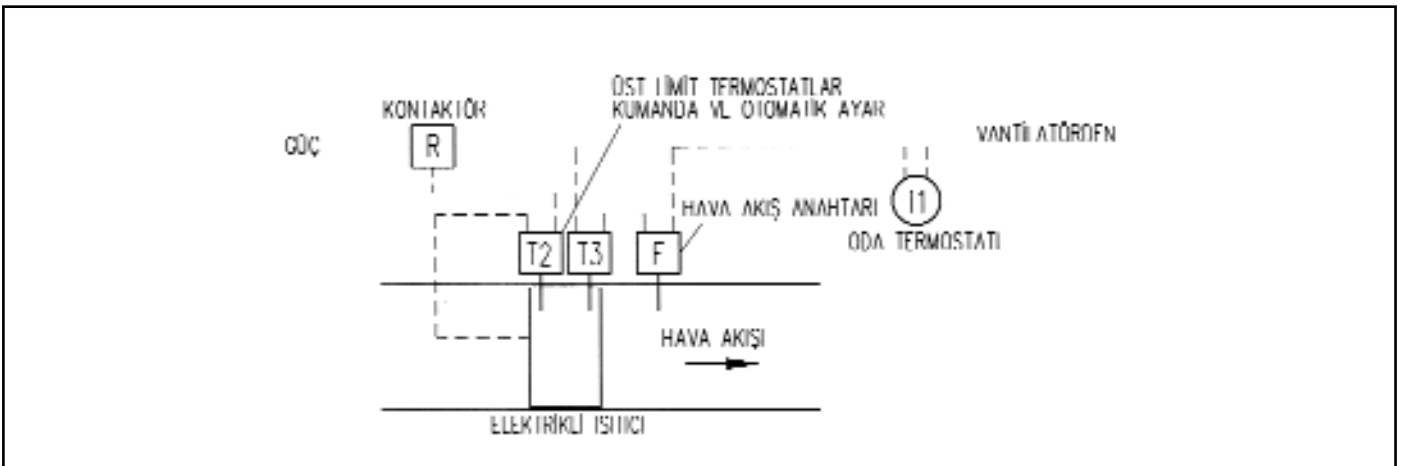 ÜST LİMİT TERMOSTATLAR
KUMANDA VE OTOMATİK AYAR
KONTAKTÖR
GÜÇ
R
VANTİLATÖRDEN
HAVA AKIŞ ANAHTARI
T1
ODA TERMOSTATI
T2
T3
F
HAVA AKIŞI
ELEKTRİKLİ ISITICI